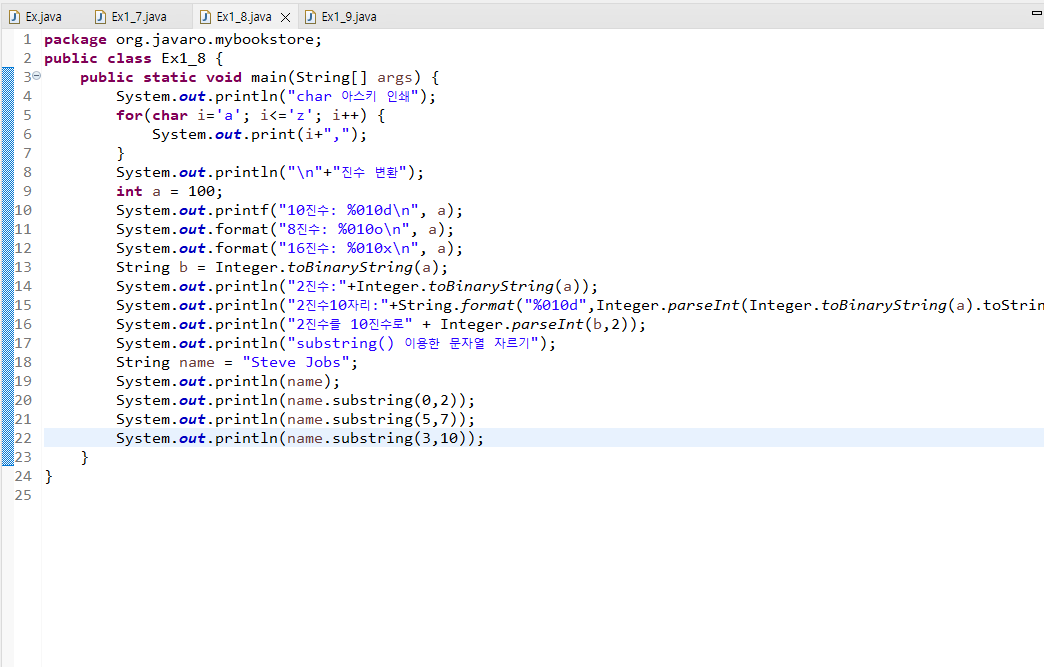 Ex.java Ex1_7.java Ex1_8.java Ex1_9.java
1 package org.javaro.mybookstore;
2 public class Ex1_8 {
3 public static void main(String[] args) {
4 System.out.println("char 아스키 인쇄");
5 for(char i='a'; i<='z'; i++) {
6 System.out.print(i+",");
7 }
8 System.out.println("\n"+"진수 변환");
9 int a = 100;
10 System.out.printf("10진수: %010d\n", a);
11 System.out.format("8진수: %010o\n", a);
12 System.out.format("16진수: %010x\n", a);
13 String b = Integer.toBinaryString(a);
14 System.out.println("2진수:"+Integer.toBinaryString(a));
15 System.out.println("2진수10자리:"+String.format("%010d",Integer.parseInt(Integer.toBinaryString(a).toStrin
16 System.out.println("2진수를 10진수로" + Integer.parseInt(b,2));
17 System.out.println("substring() 이용한 문자열 자르기");
18 String name = "Steve Jobs";
19 System.out.println(name);
20 System.out.println(name.substring(0,2));
21 System.out.println(name.substring(5,7));
22 System.out.println(name.substring(3,10));
23 }
24 }
25